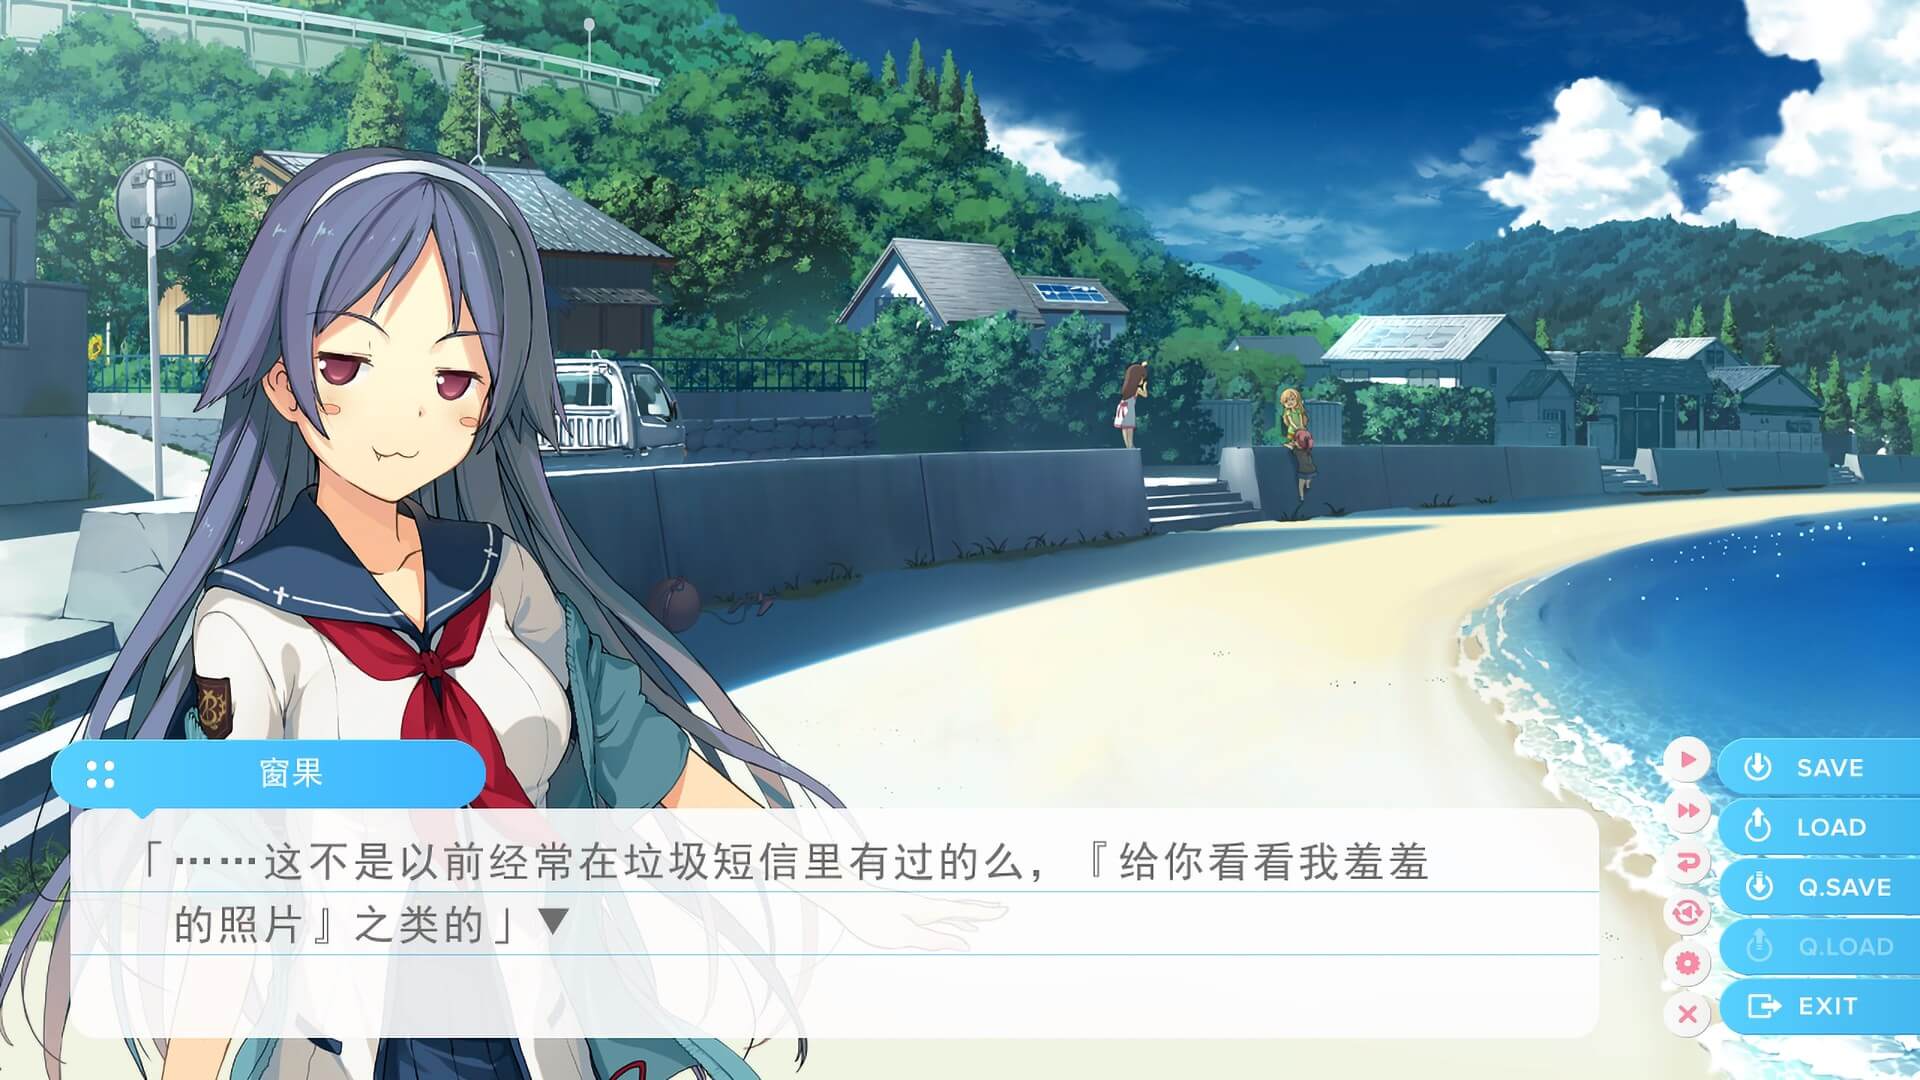 窗果
「……这不是以前经常在垃圾短信里有过的么，『给你看看我羞羞
的照片』之类的」▼
SAVE
LOAD
Q.SAVE
Q.LOAD
EXIT